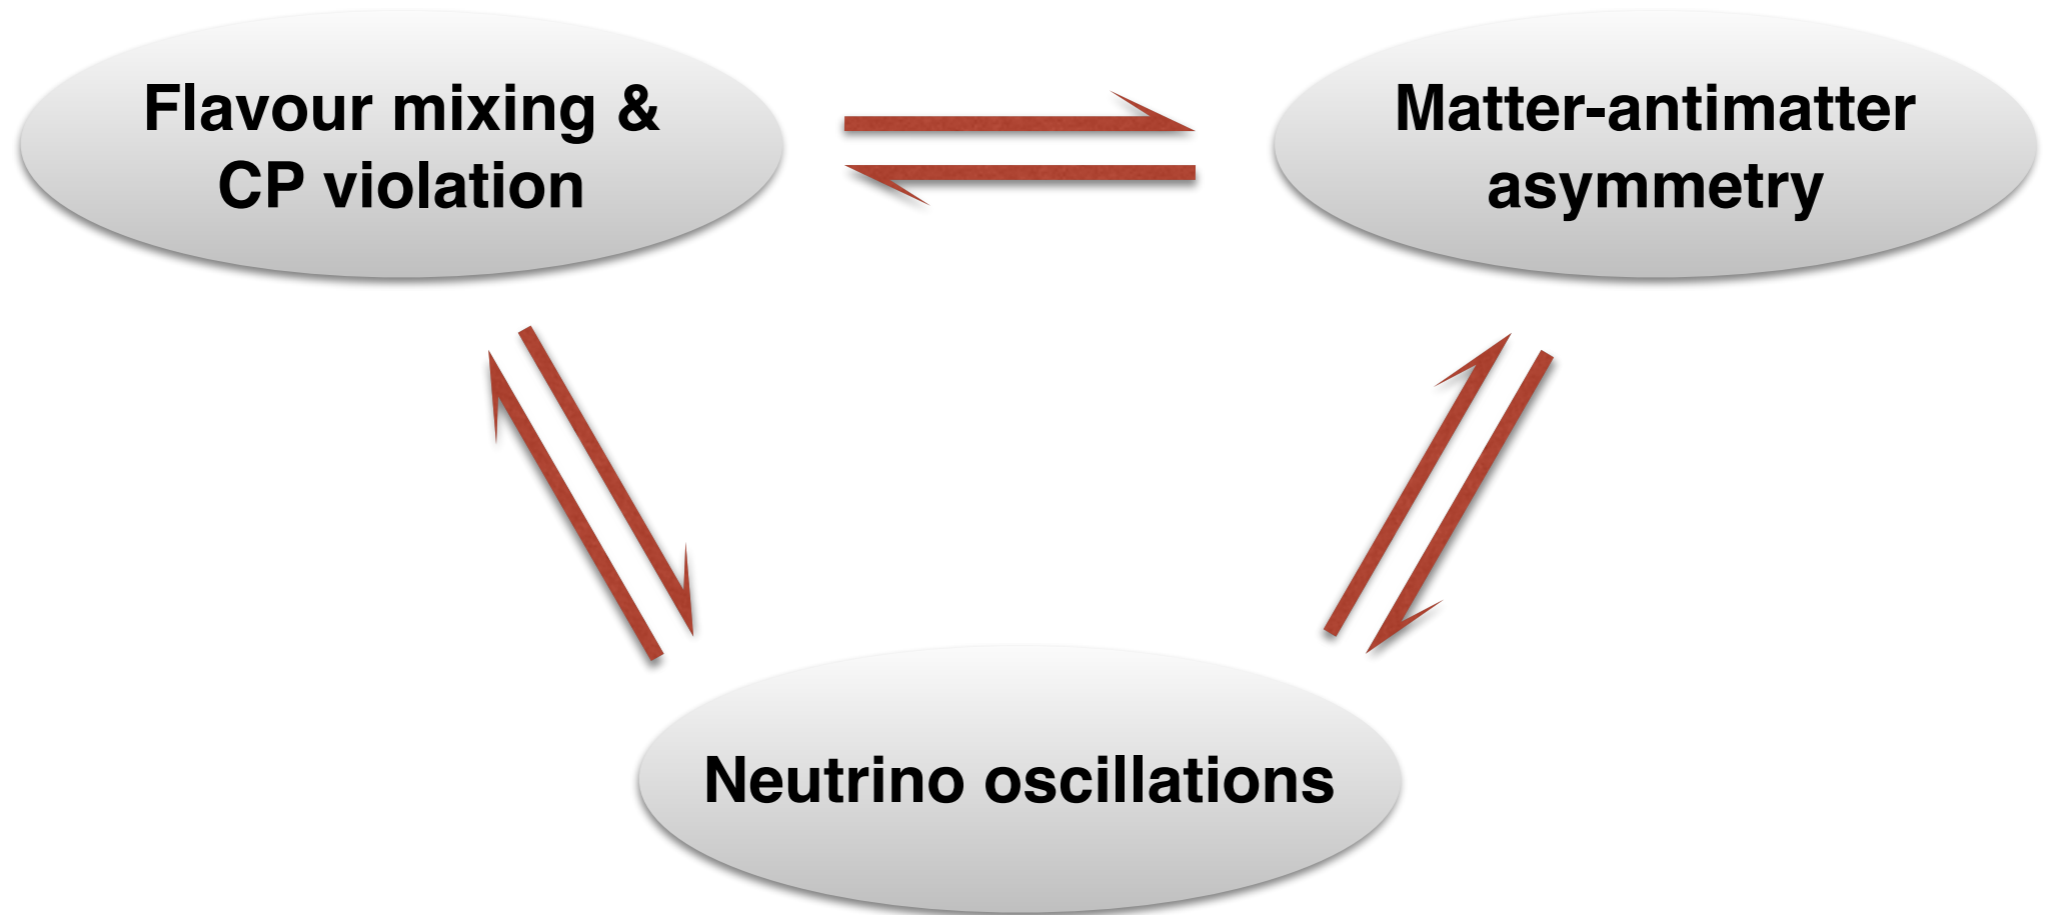 Flavour mixing &
CP violation
Matter-antimatter
asymmetry
Neutrino oscillations